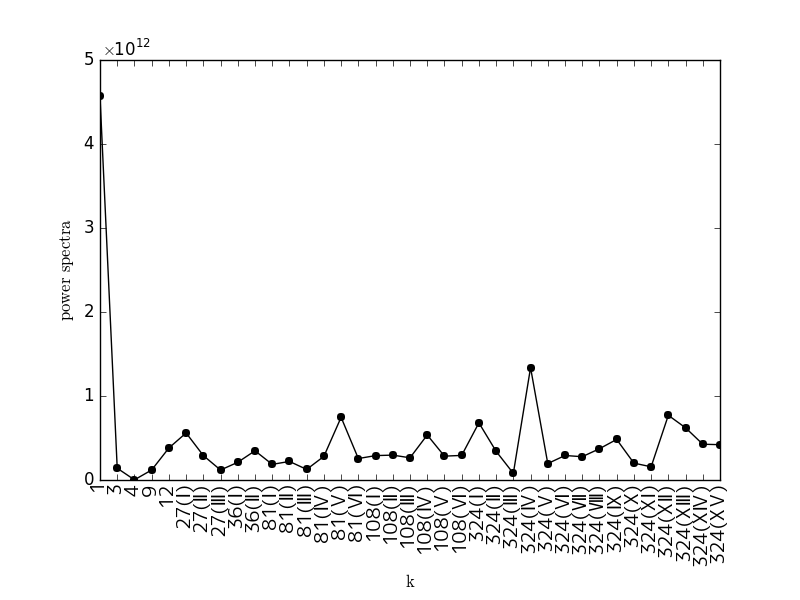 ×10¹²
5
4
3
2
1
0
power spectra
1
3
4
9
12
27(I)
27(II)
27(III)
36(I)
36(II)
81(I)
81(II)
81(III)
81(IV)
81(V)
81(VI)
108(I)
108(II)
108(III)
108(IV)
108(V)
108(VI)
324(I)
324(II)
324(III)
324(IV)
324(V)
324(VI)
324(VII)
324(VIII)
324(IX)
324(X)
324(XI)
324(XII)
324(XIII)
324(XIV)
324(XV)
k